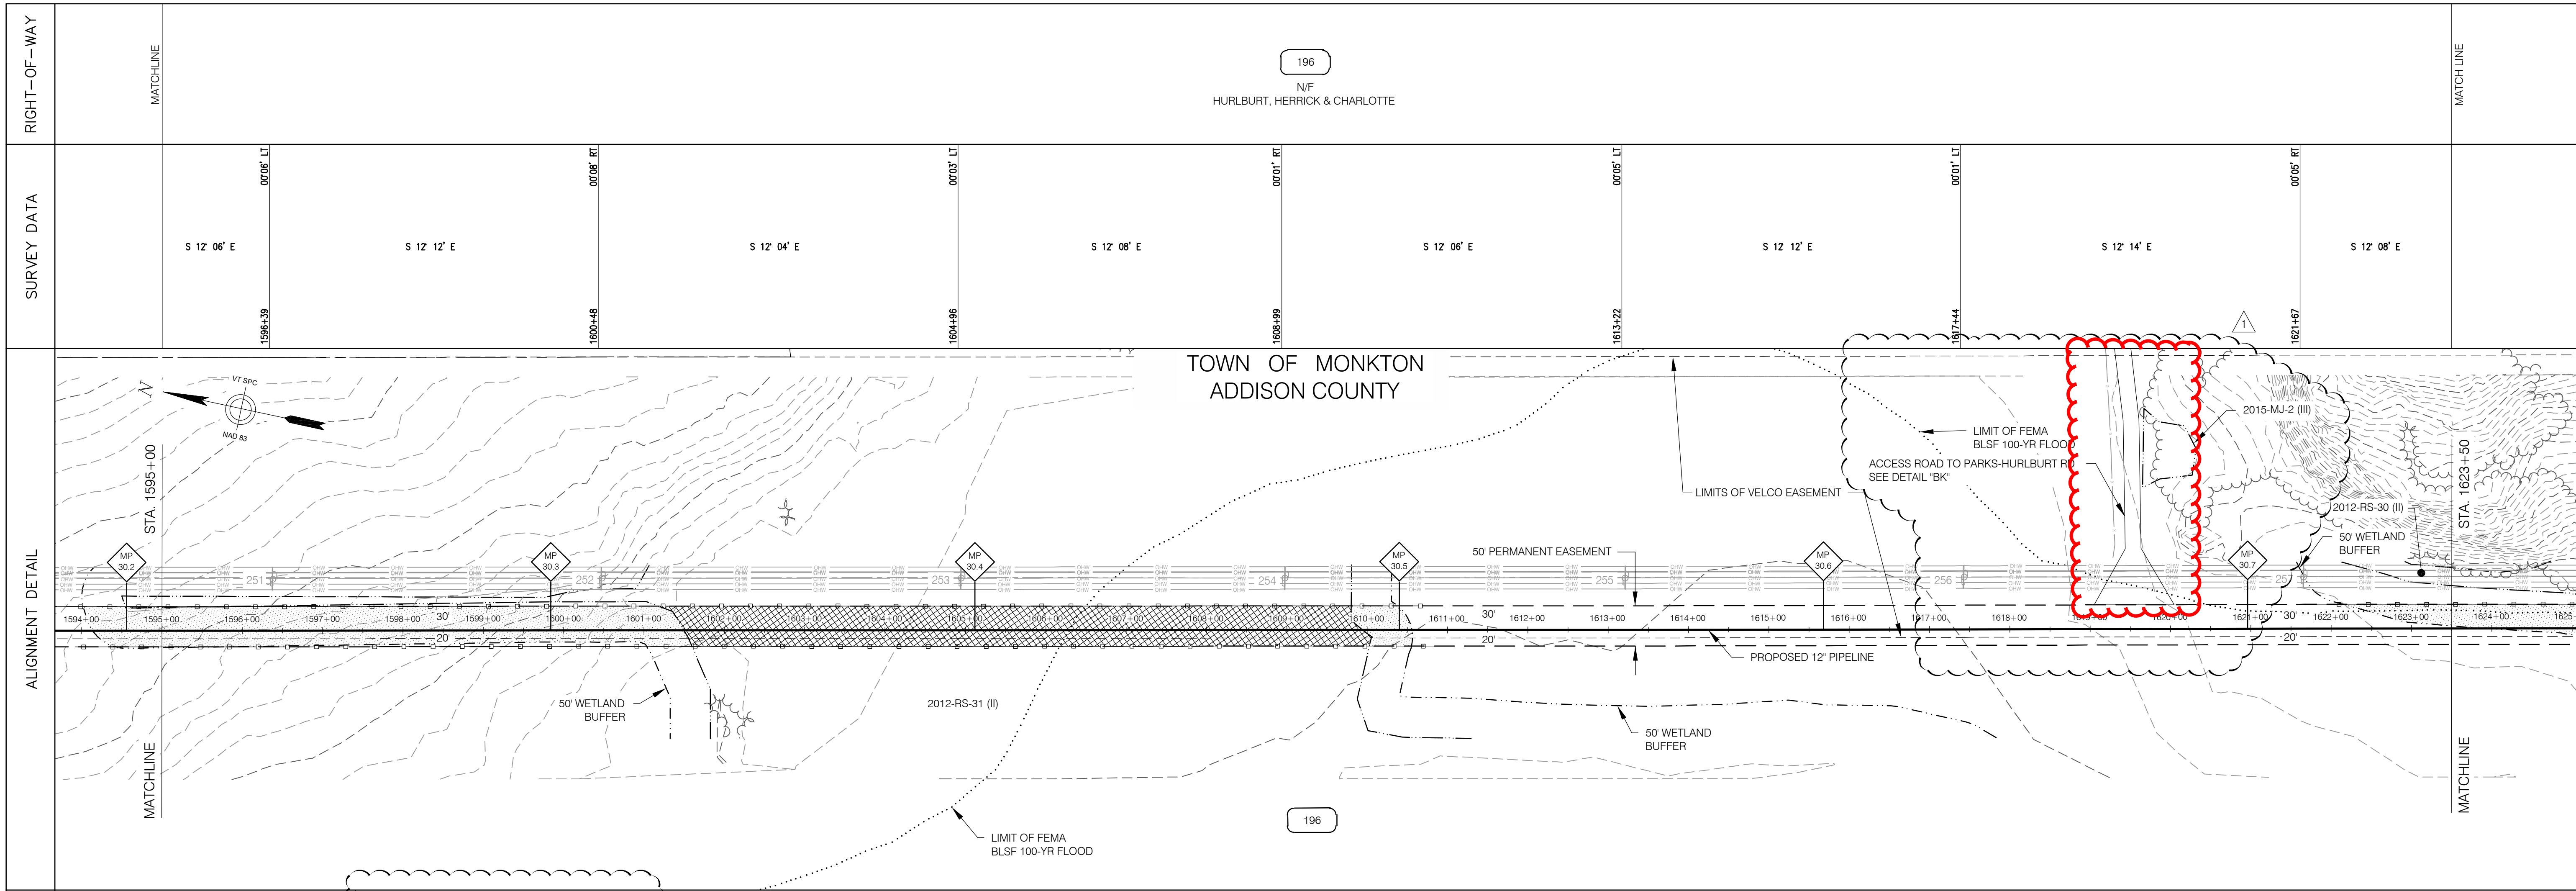 RIGHT-OF-WAY
MATCHLINE
196
N/F
HURLBURT, HERRICK & CHARLOTTE
MATCH LINE
SURVEY DATA
S 12° 06' E
00°06' LT
1596+39
S 12° 12' E
00°08' RT
1600+48
S 12° 04' E
00°03' LT
1604+96
S 12° 08' E
00°01' RT
1608+99
S 12° 06' E
00°05' LT
1613+22
S 12° 12' E
00°01' LT
1617+44
S 12° 14' E
00°05' RT
1621+67
S 12° 08' E
1
ALIGNMENT DETAIL
TOWN OF MONKTON
ADDISON COUNTY
N
VT SPC
NAD 83
STA. 1595+00
MATCHLINE
LIMIT OF FEMA
BLSF 100-YR FLOOD
2015-MJ-2 (III)
ACCESS ROAD TO PARKS-HURLBURT RD
SEE DETAIL "BK"
LIMITS OF VELCO EASEMENT
2012-RS-30 (II)
50' WETLAND
BUFFER
STA. 1623+50
MATCHLINE
50' PERMANENT EASEMENT
MP
30.2
MP
30.3
MP
30.4
MP
30.5
MP
30.6
MP
30.7
OHW
251
252
253
254
255
256
257
1594+00
1595+00
1596+00
1597+00
1598+00
1599+00
1600+00
1601+00
1602+00
1603+00
1604+00
1605+00
1606+00
1607+00
1608+00
1609+00
1610+00
1611+00
1612+00
1613+00
1614+00
1615+00
1616+00
1617+00
1618+00
1619+00
1620+00
1621+00
1622+00
1623+00
1624+00
30'
20'
30'
20'
30'
20'
PROPOSED 12" PIPELINE
50' WETLAND
BUFFER
2012-RS-31 (II)
50' WETLAND
BUFFER
LIMIT OF FEMA
BLSF 100-YR FLOOD
196